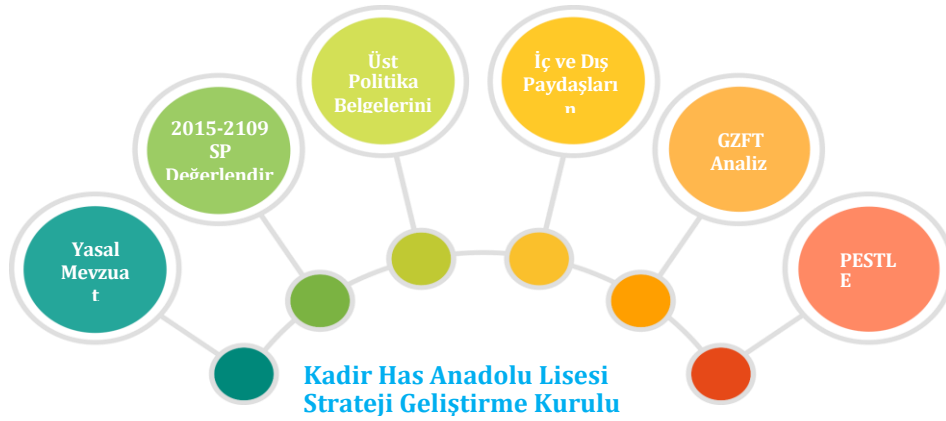 Yasal
Mevzua
t
2015-2109
SP
Değerlendir
Üst
Politika
Belgelerini
İç ve Dış
Paydaşların
n
GZFT
Analiz
PESTL
E
Kadir Has Anadolu Lisesi
Strateji Geliştirme Kurulu